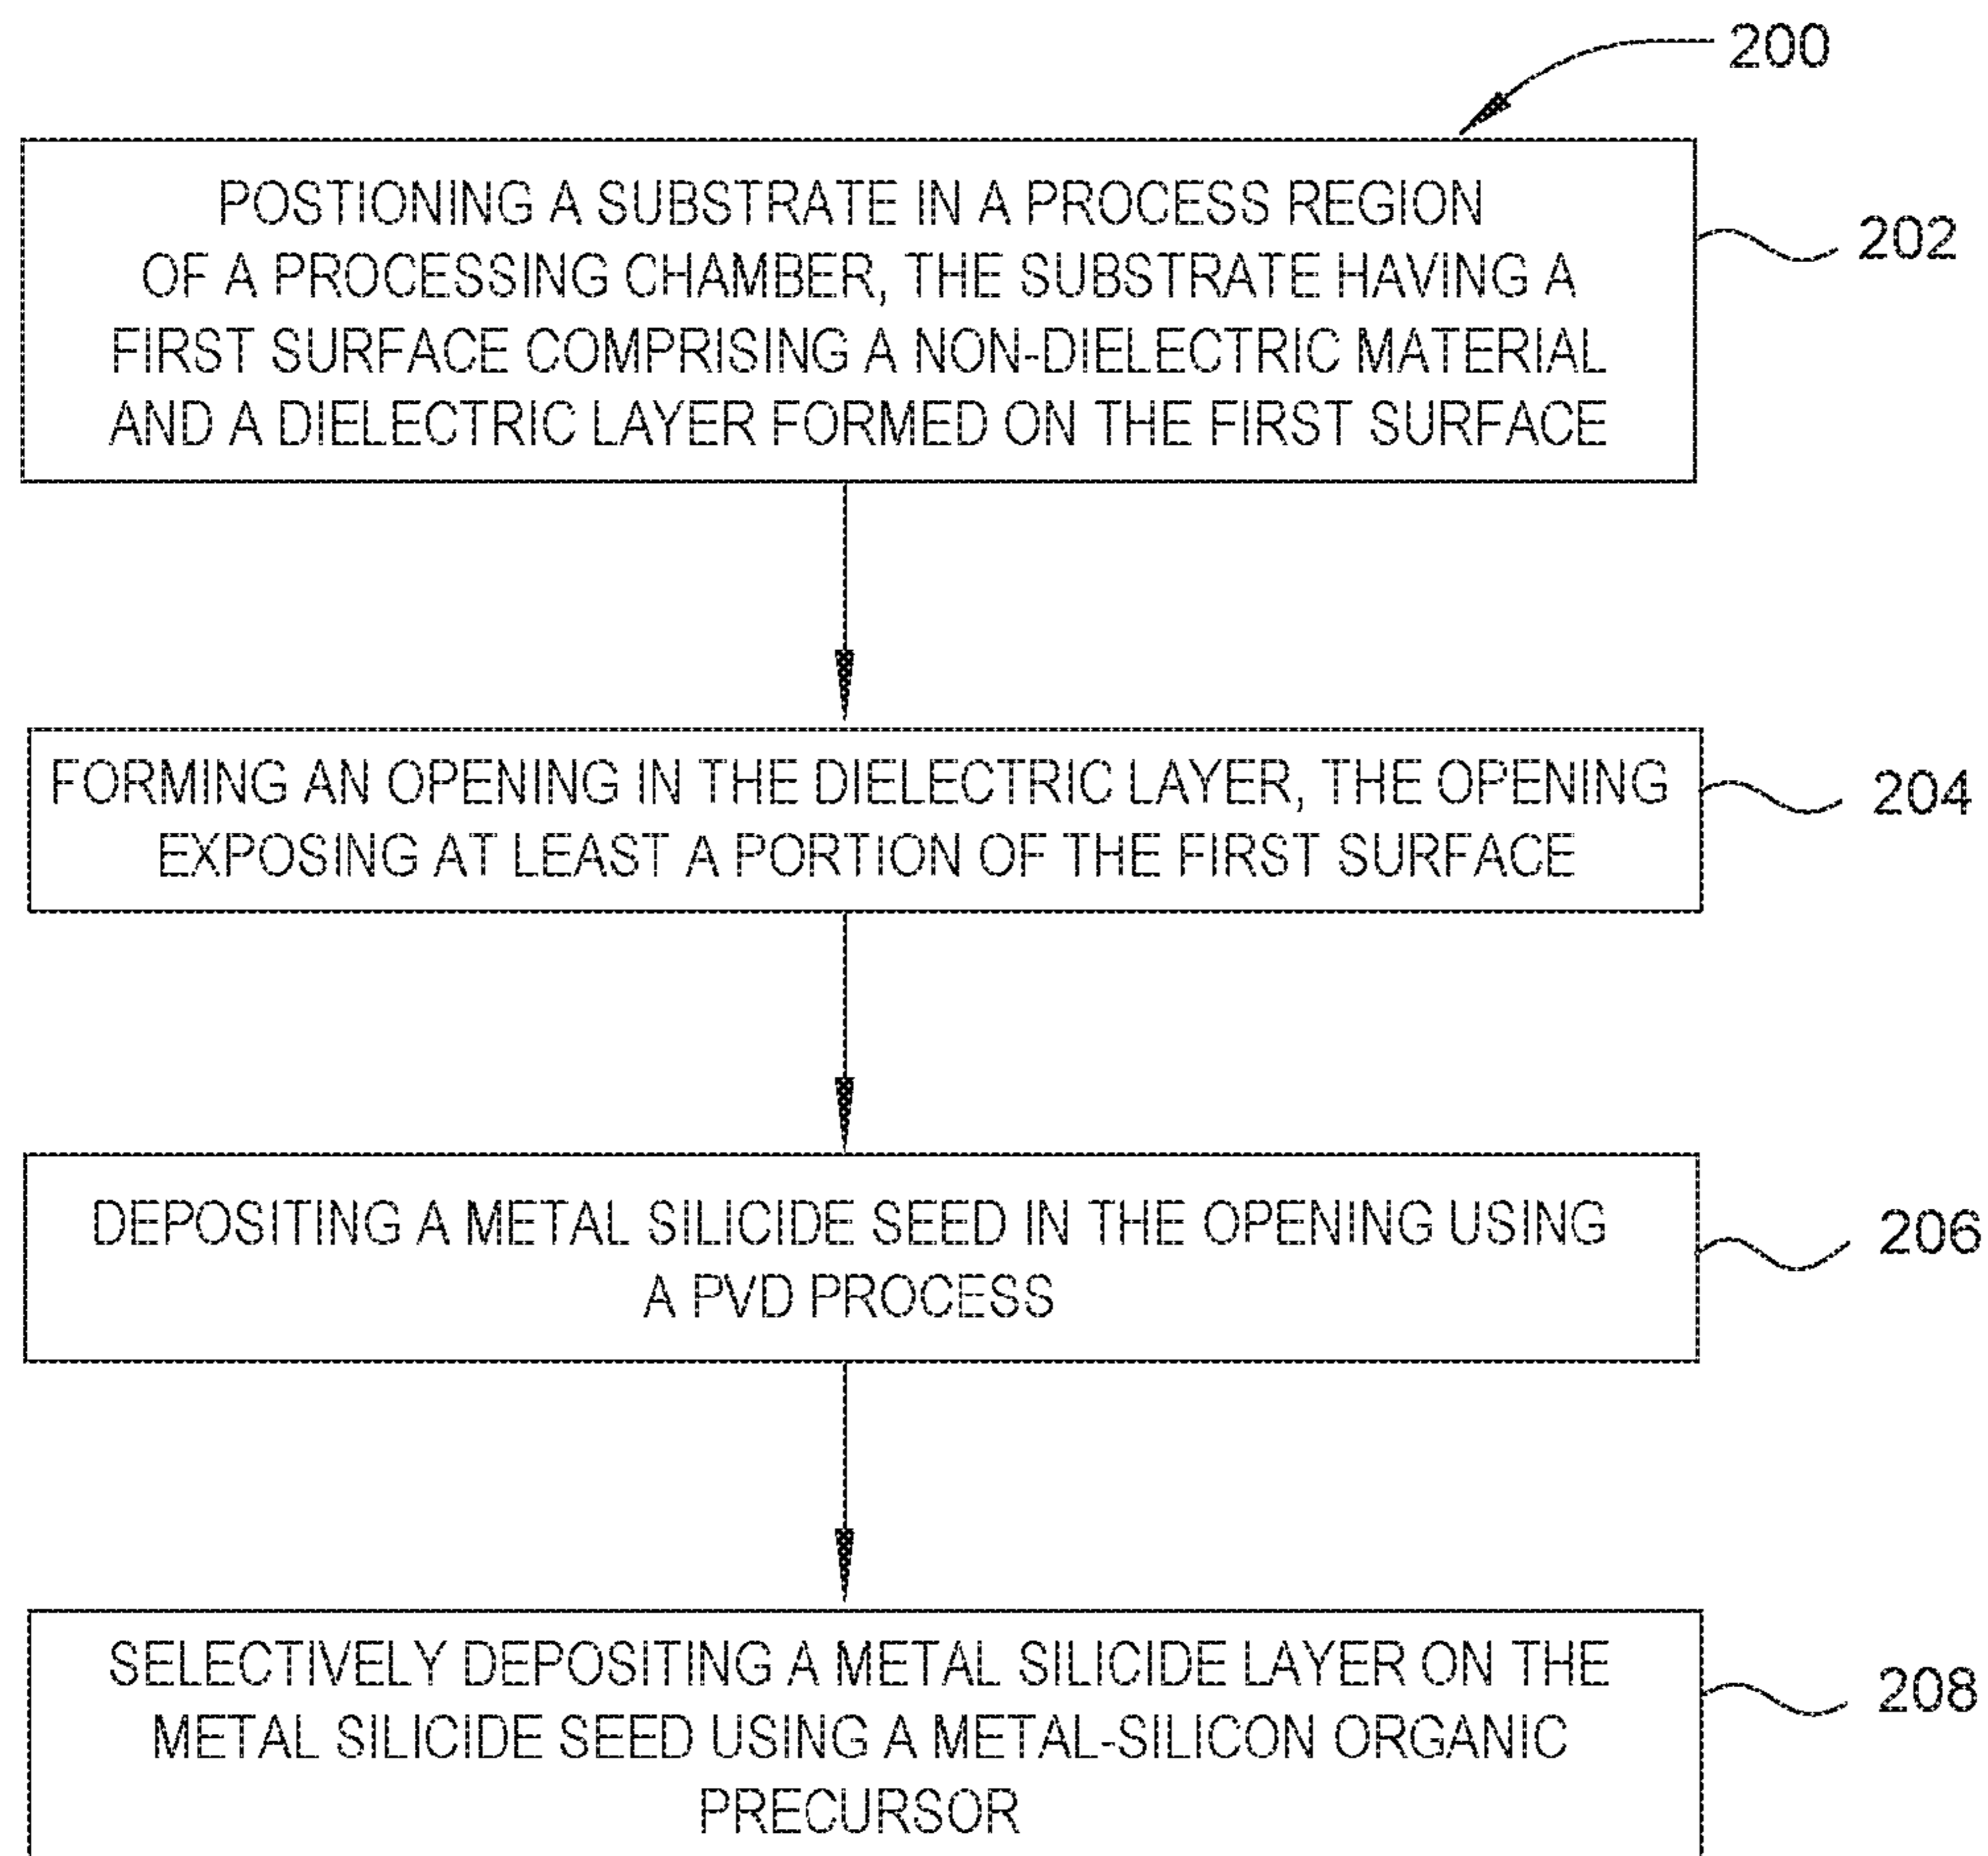 200
POSTIONING A SUBSTRATE IN A PROCESS REGION
OF A PROCESSING CHAMBER, THE SUBSTRATE HAVING A
FIRST SURFACE COMPRISING A NON-DIELECTRIC MATERIAL
AND A DIELECTRIC LAYER FORMED ON THE FIRST SURFACE
202
FORMING AN OPENING IN THE DIELECTRIC LAYER, THE OPENING
EXPOSING AT LEAST A PORTION OF THE FIRST SURFACE
204
DEPOSITING A METAL SILICIDE SEED IN THE OPENING USING
A PVD PROCESS
206
SELECTIVELY DEPOSITING A METAL SILICIDE LAYER ON THE
METAL SILICIDE SEED USING A METAL-SILICON ORGANIC
PRECURSOR
208